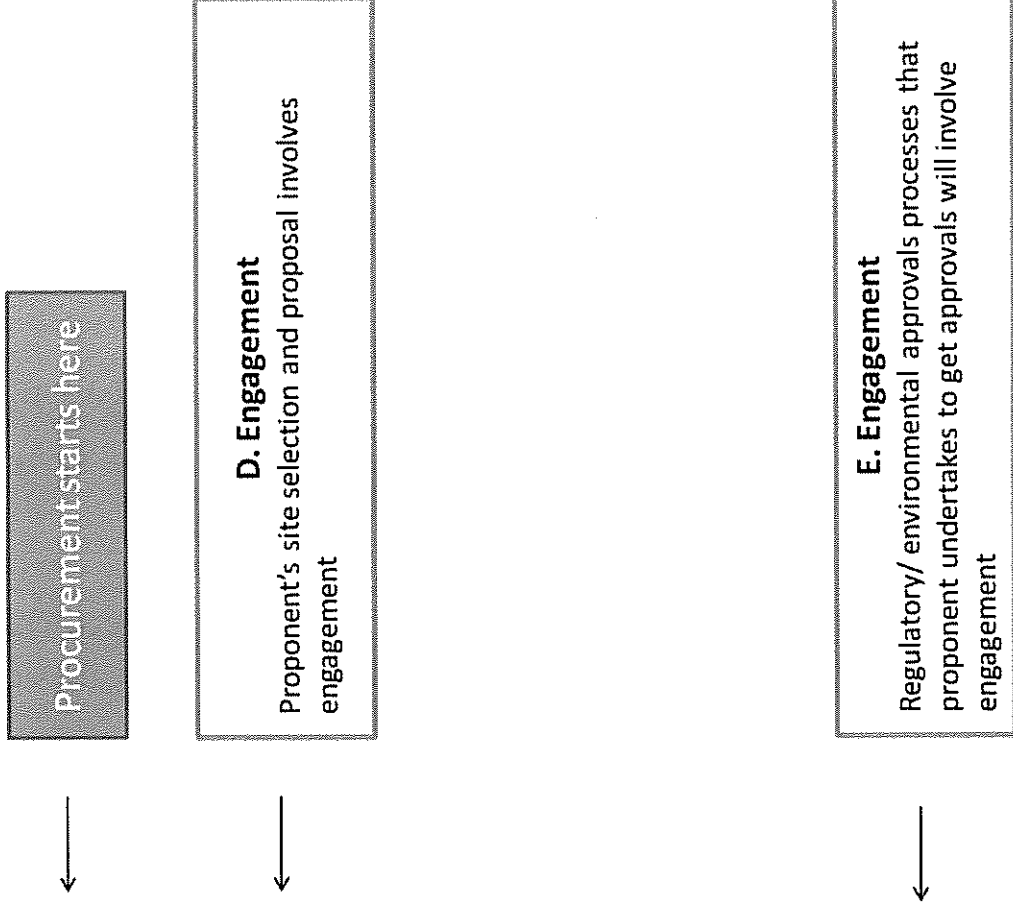 Procurement starts here
D. Engagement
Proponent's site selection and proposal involves
engagement
E. Engagement
Regulatory/ environmental approvals processes that
proponent undertakes to get approvals will involve
engagement